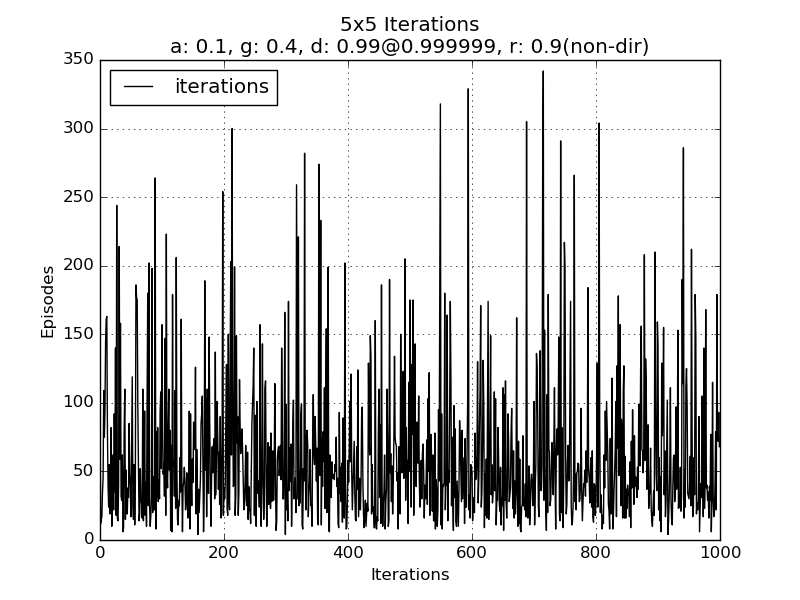 5x5 Iterations
a: 0.1, g: 0.4, d: 0.99@0.999999, r: 0.9(non-dir)
350
iterations
300
250
200
Episodes
150
100
50
0
0 200 400 600 800 1000
Iterations